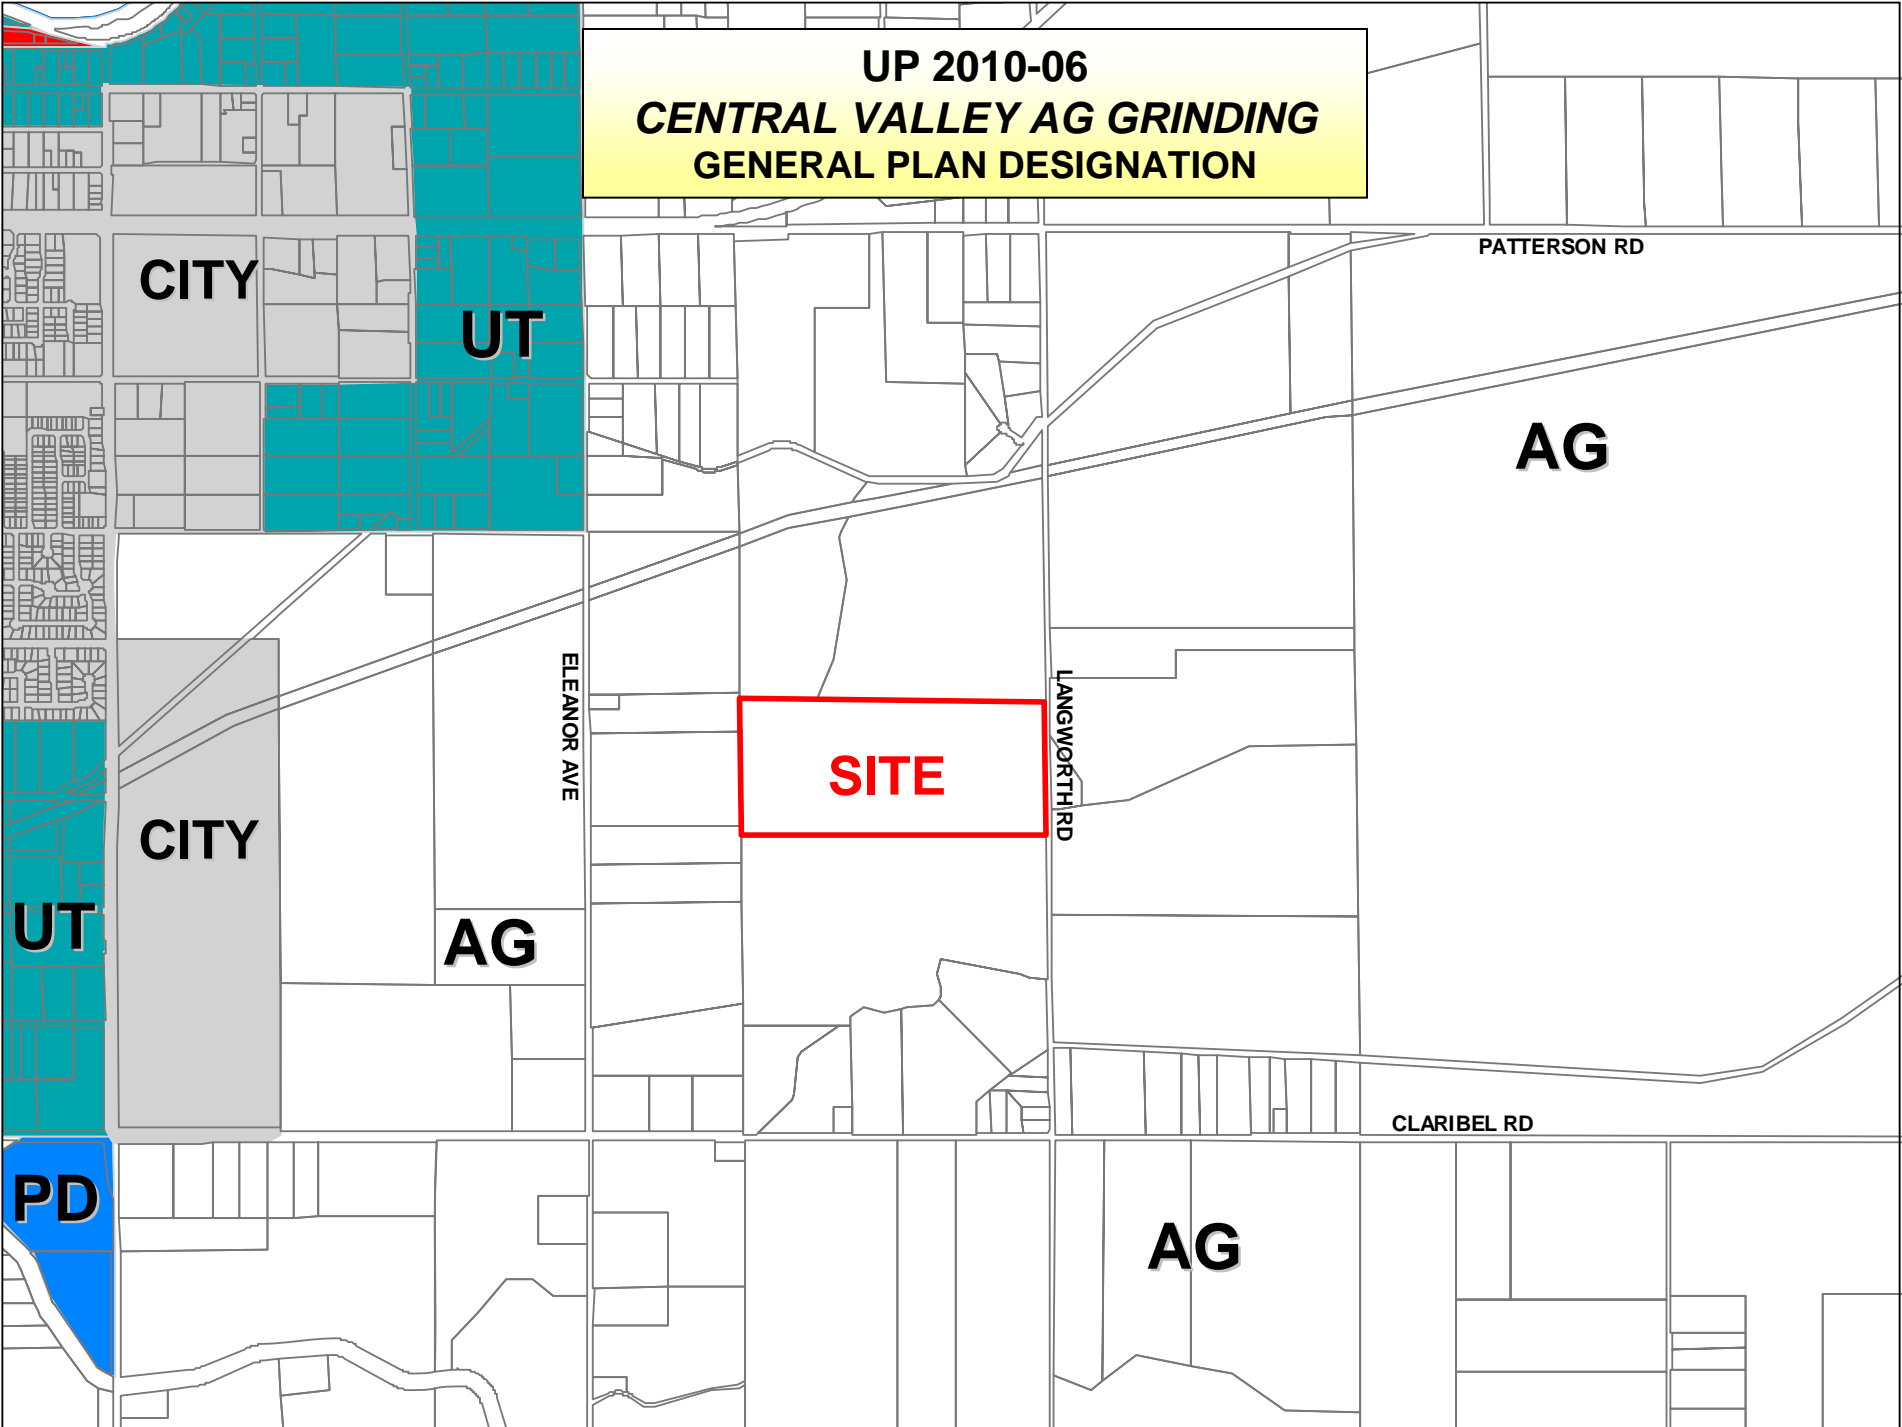 UP 2010-06
CENTRAL VALLEY AG GRINDING
GENERAL PLAN DESIGNATION
PATTERSON RD
CITY
UT
AG
ELEANOR AVE
LANGWORTH RD
SITE
CITY
UT
AG
CLARIBEL RD
PD
AG